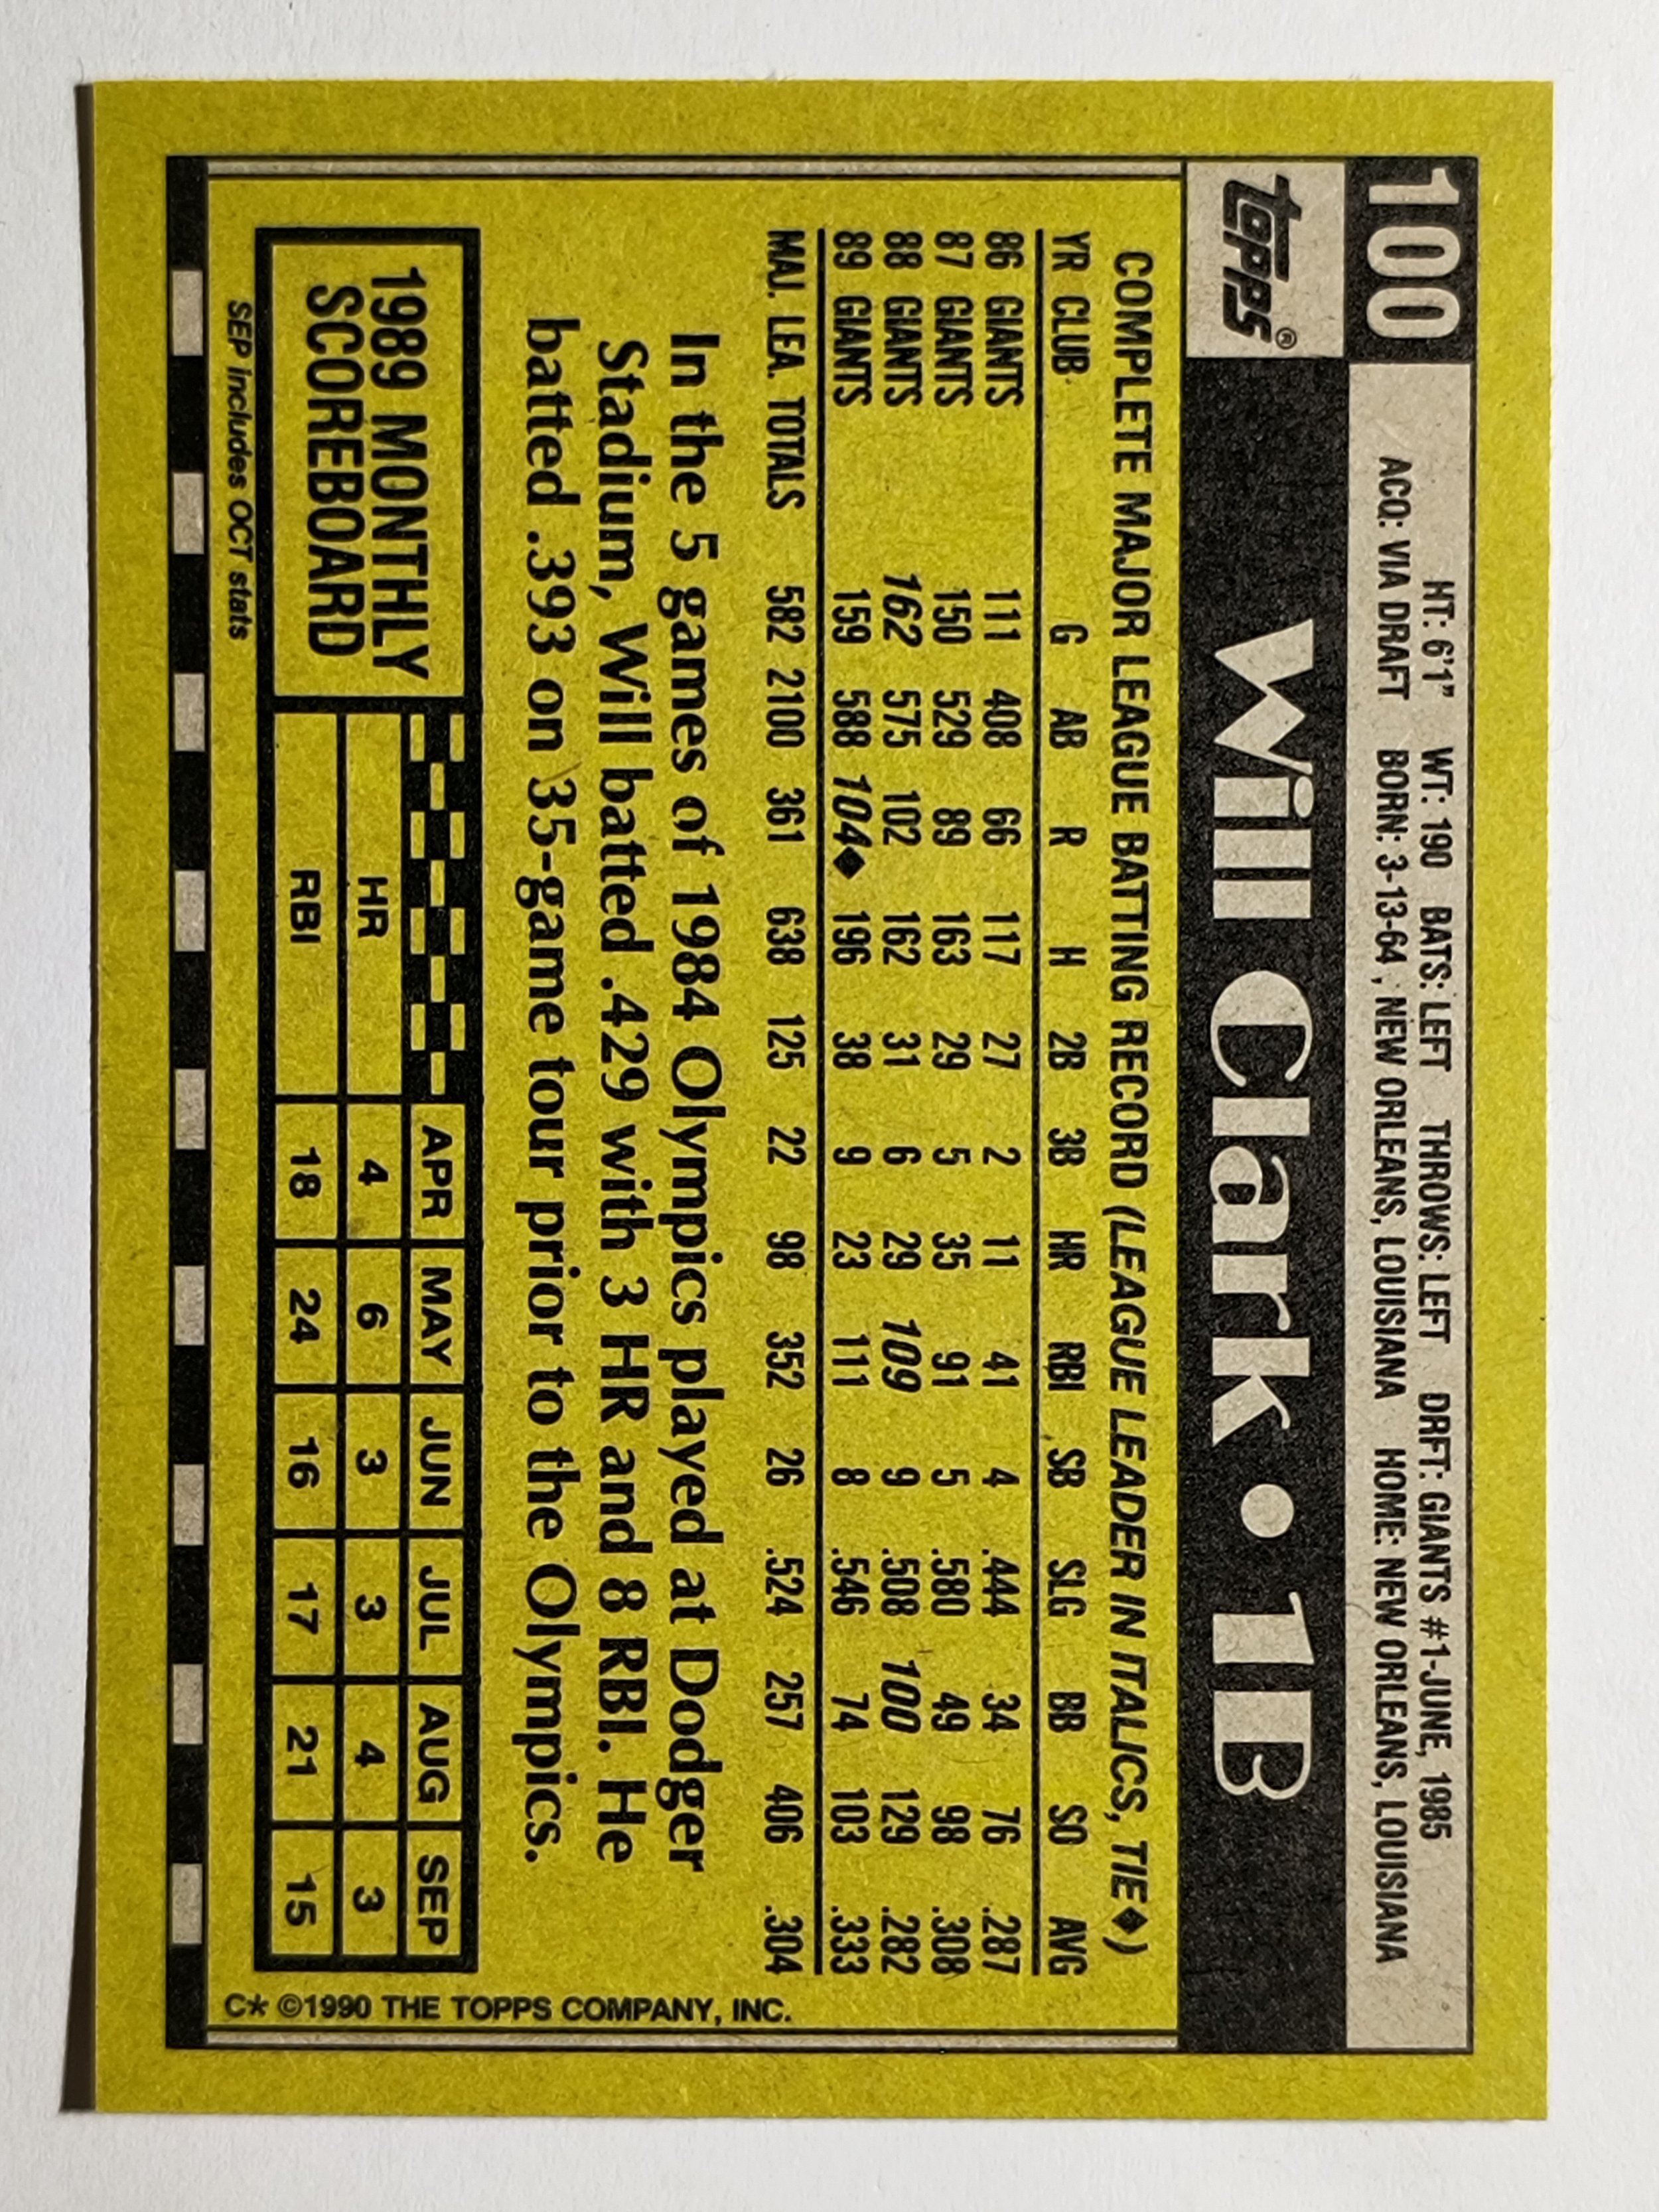 100
HT: 6'1" WT: 190 BATS: LEFT THROWS: LEFT DRFT: GIANTS #1-JUNE, 1985
ACQ: VIA DRAFT BORN: 3-13-64, NEW ORLEANS, LOUISIANA HOME: NEW ORLEANS, LOUISIANA
TOPPS®
Will Clark • 1B
COMPLETE MAJOR LEAGUE BATTING RECORD (LEAGUE LEADER IN ITALICS, TIE♦)
YR CLUB G AB R H 2B 3B HR RBI SB SLG BB SO AVG
86 GIANTS 111 408 66 117 27 2 11 41 4 .444 34 76 .287
87 GIANTS 150 529 89 163 29 5 35 91 5 .580 49 98 .308
88 GIANTS 162 575 102 162 31 6 29 109 9 .508 100 129 .282
89 GIANTS 159 588 104♦ 196 38 9 23 111 8 .546 74 103 .333
MAJ. LEA. TOTALS 582 2100 361 638 125 22 98 352 26 .524 257 406 .304
In the 5 games of 1984 Olympics played at Dodger
Stadium, Will batted .429 with 3 HR and 8 RBI. He
batted .393 on 35-game tour prior to the Olympics.
1989 MONTHLY
SCOREBOARD
APR MAY JUN JUL AUG SEP
HR 4 6 3 3 4 3
RBI 18 24 16 17 21 15
SEP includes OCT stats
C* ©1990 THE TOPPS COMPANY, INC.